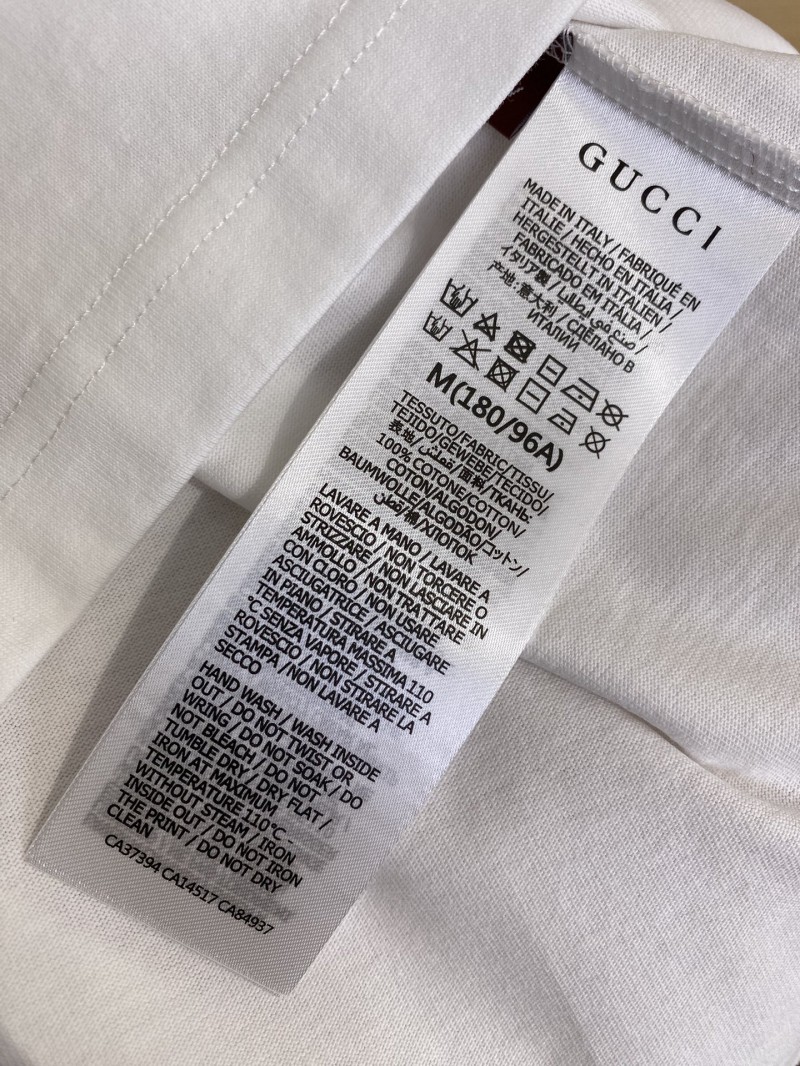 GUCCI
MADE IN ITALY / FABRIQUÉ EN
ITALIE / HECHO EN ITALIA /
HERGESTELLT IN ITALIEN /
FABRICADO EM ITÁLIA /
イタリア製 / صنع في إيطاليا /
产地:意大利 / СДЕЛАНО В
ИТАЛИИ
M(180/96A)
TESSUTO/FABRIC/TISSU/
TEJIDO/GEWEBE/TECIDO/
表地/قماش/面料/ТКАНЬ:
100% COTONE/COTTON/
COTON/ALGODON/
BAUMWOLLE/ALGODÃO/コットン/
قطن/棉/ХЛОПОК
LAVARE A MANO / LAVARE A
ROVESCIO / NON TORCERE O
STRIZZARE / NON LASCIARE IN
AMMOLLO / NON TRATTARE
CON CLORO / NON USARE
ASCIUGATRICE / ASCIUGARE
IN PIANO / STIRARE A
TEMPERATURA MASSIMA 110
°C SENZA VAPORE / STIRARE A
ROVESCIO / NON STIRARE LA
STAMPA /NON LAVARE A
SECCO
HAND WASH / WASH INSIDE
OUT / DO NOT TWIST OR
WRING / DO NOT SOAK / DO
NOT BLEACH / DO NOT
TUMBLE DRY / DRY FLAT /
IRON AT MAXIMUM
TEMPERATURE 110°C -
WITHOUT STEAM / IRON
INSIDE OUT / DO NOT IRON
THE PRINT / DO NOT DRY
CLEAN
CA37394 CA14517 CA84937